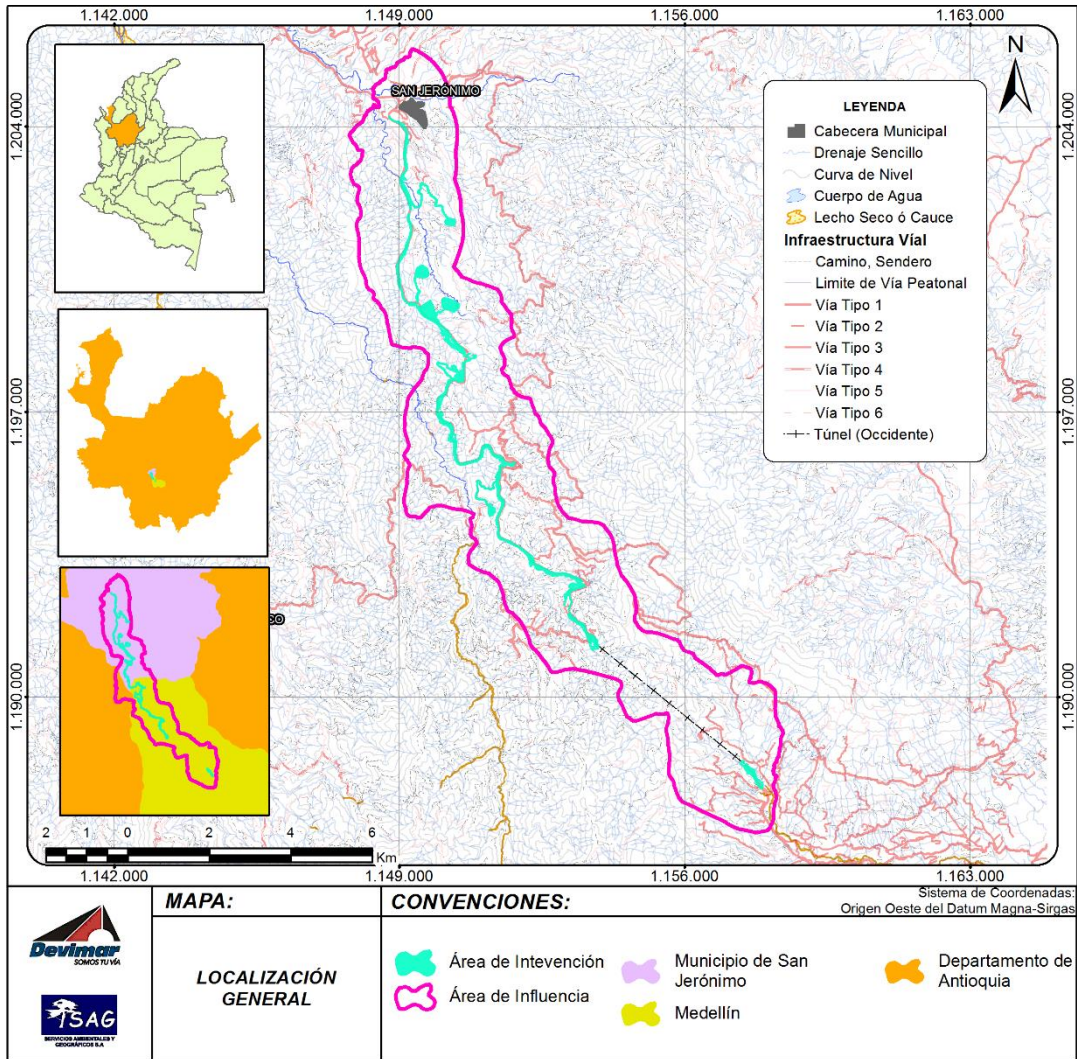 1.142.000
1.149.000
1.156.000
1.163.000
1.204.000
1.197.000
1.190.000
1.204.000
1.197.000
1.190.000
SAN JERÓNIMO
SO
N
LEYENDA
Cabecera Municipal
Drenaje Sencillo
Curva de Nivel
Cuerpo de Agua
Lecho Seco ó Cauce
Infraestructura Víal
Camino, Sendero
Limite de Vía Peatonal
Vía Tipo 1
Vía Tipo 2
Vía Tipo 3
Vía Tipo 4
Vía Tipo 5
Vía Tipo 6
Túnel (Occidente)
2 1 0 2 4 6
Km
1.142.000
1.149.000
1.156.000
1.163.000
Devimar
SOMOS TU VÍA
SAG
SERVICIOS AMBIENTALES Y
GEOGRÁFICOS S.A
MAPA:
LOCALIZACIÓN
GENERAL
CONVENCIONES:
Sistema de Coordenadas:
Origen Oeste del Datum Magna-Sirgas
Área de Intevención
Área de Influencia
Municipio de San
Jerónimo
Medellín
Departamento de
Antioquia